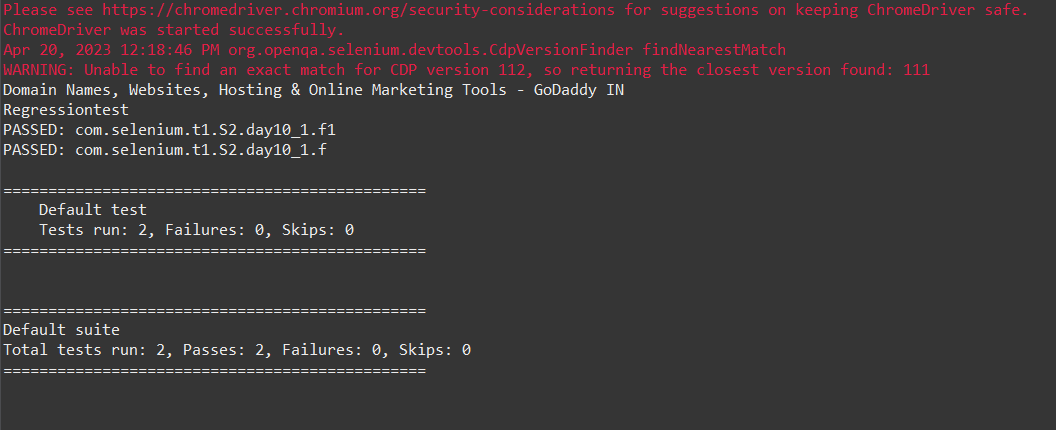 Please see https://chromedriver.chromium.org/security-considerations for suggestions on keeping ChromeDriver safe.
ChromeDriver was started successfully.
Apr 20, 2023 12:18:46 PM org.openqa.selenium.devtools.CdpVersionFinder findNearestMatch
WARNING: Unable to find an exact match for CDP version 112, so returning the closest version found: 111
Domain Names, Websites, Hosting & Online Marketing Tools - GoDaddy IN
Regressiontest
PASSED: com.selenium.t1.S2.day10_1.f1
PASSED: com.selenium.t1.S2.day10_1.f
===============================================
    Default test
    Tests run: 2, Failures: 0, Skips: 0
===============================================
===============================================
Default suite
Total tests run: 2, Passes: 2, Failures: 0, Skips: 0
===============================================